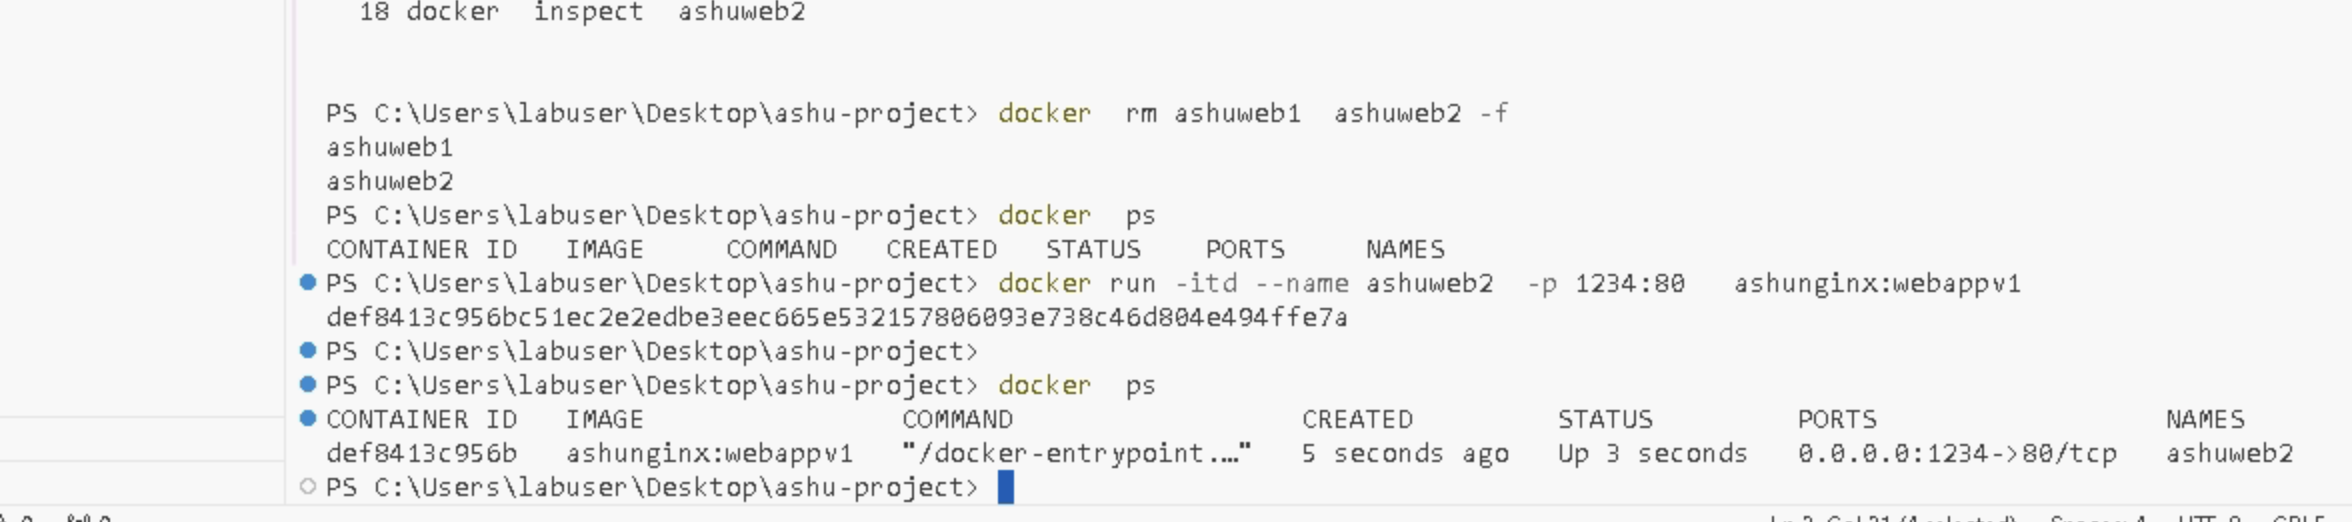 18 docker  inspect  ashuweb2
PS C:\Users\labuser\Desktop\ashu-project> docker  rm ashuweb1  ashuweb2 -f
ashuweb1
ashuweb2
PS C:\Users\labuser\Desktop\ashu-project> docker  ps
CONTAINER ID   IMAGE     COMMAND   CREATED   STATUS    PORTS     NAMES
PS C:\Users\labuser\Desktop\ashu-project> docker run -itd --name ashuweb2  -p 1234:80   ashunginx:webappv1
def8413c956bc51ec2e2edbe3eec665e532157806093e738c46d804e494ffe7a
PS C:\Users\labuser\Desktop\ashu-project>
PS C:\Users\labuser\Desktop\ashu-project> docker  ps
CONTAINER ID   IMAGE                COMMAND                  CREATED         STATUS         PORTS                  NAMES
def8413c956b   ashunginx:webappv1   "/docker-entrypoint.…"   5 seconds ago   Up 3 seconds   0.0.0.0:1234->80/tcp   ashuweb2
PS C:\Users\labuser\Desktop\ashu-project>